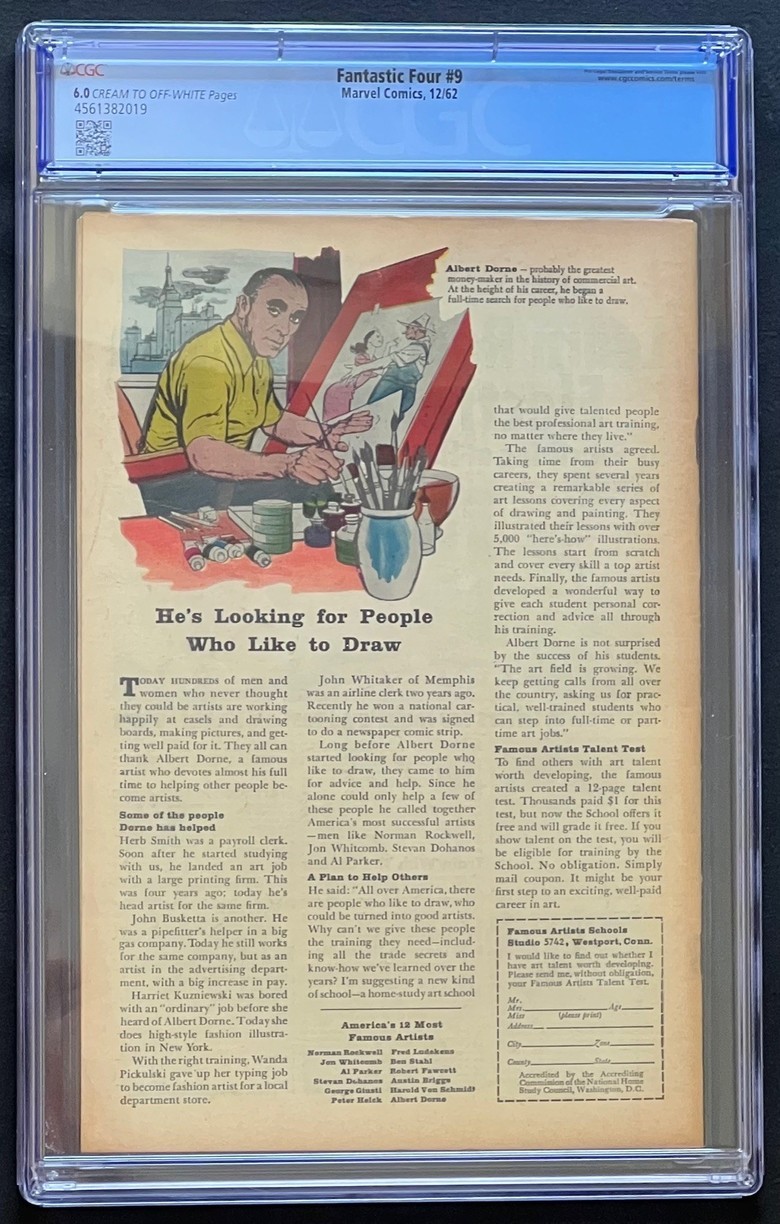 CGC
Fantastic Four #9
www.cgccomics.com/terms
6.0 CREAM TO OFF-WHITE Pages
Marvel Comics, 12/62
4561382019
CGC
Albert Dorne — probably the greatest
money-maker in the history of commercial art.
At the height of his career, he began a
full-time search for people who like to draw.
He's Looking for People
Who Like to Draw
TODAY HUNDREDS of men and
women who never thought
they could be artists are working
happily at easels and drawing
boards, making pictures, and get-
ting well paid for it. They all can
thank Albert Dorne, a famous
artist who devotes almost his full
time to helping other people be-
come artists.
Some of the people
Dorne has helped
Herb Smith was a payroll clerk.
Soon after he started studying
with us, he landed an art job
with a large printing firm. This
was four years ago; today he's
head artist for the same firm.
John Busketta is another. He
was a pipefitter's helper in a big
gas company. Today he still works
for the same company, but as an
artist in the advertising depart-
ment, with a big increase in pay.
Harriet Kuzniewski was bored
with an "ordinary" job before she
heard of Albert Dorne. Today she
does high-style fashion illustra-
tion in New York.
With the right training, Wanda
Pickulski gave up her typing job
to become fashion artist for a local
department store.
John Whitaker of Memphis
was an airline clerk two years ago.
Recently he won a national car-
tooning contest and was signed
to do a newspaper comic strip.
Long before Albert Dorne
started looking for people who
like to draw, they came to him
for advice and help. Since he
alone could only help a few of
these people he called together
America's most successful artists
—men like Norman Rockwell,
Jon Whitcomb, Stevan Dohanos
and Al Parker.
A Plan to Help Others
He said: "All over America, there
are people who like to draw, who
could be turned into good artists.
Why can't we give these people
the training they need—includ-
ing all the trade secrets and
know-how we've learned over the
years? I'm suggesting a new kind
of school—a home-study art school
America's 12 Most
Famous Artists
Norman Rockwell Fred Ludekens
Jon Whitcomb Ben Stahl
Al Parker Robert Fawcett
Stevan Dohanos Austin Briggs
George Giusti Harold Von Schmidt
Peter Helck Albert Dorne
that would give talented people
the best professional art training,
no matter where they live."
The famous artists agreed.
Taking time from their busy
careers, they spent several years
creating a remarkable series of
art lessons covering every aspect
of drawing and painting. They
illustrated their lessons with over
5,000 "here's-how" illustrations.
The lessons start from scratch
and cover every skill a top artist
needs. Finally, the famous artists
developed a wonderful way to
give each student personal cor-
rection and advice all through
his training.
Albert Dorne is not surprised
by the success of his students.
"The art field is growing. We
keep getting calls from all over
the country, asking us for prac-
tical, well-trained students who
can step into full-time or part-
time art jobs."
Famous Artists Talent Test
To find others with art talent
worth developing, the famous
artists created a 12-page talent
test. Thousands paid $1 for this
test, but now the School offers it
free and will grade it free. If you
show talent on the test, you will
be eligible for training by the
School. No obligation. Simply
mail coupon. It might be your
first step to an exciting, well-paid
career in art.
Famous Artists Schools
Studio 5742, Westport, Conn.
I would like to find out whether I
have art talent worth developing.
Please send me, without obligation,
your Famous Artists Talent Test.
Mr.
Mrs. Age
Miss (please print)
Address
City Zone
County State
Accredited by the Accrediting
Commission of the National Home
Study Council, Washington, D.C.